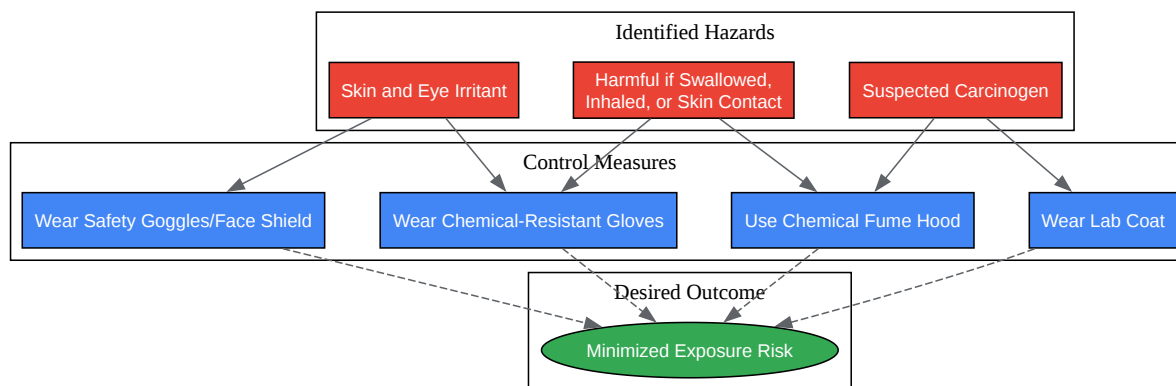 Identified Hazards
Skin and Eye Irritant
Harmful if Swallowed,
Inhaled, or Skin Contact
Suspected Carcinogen
Control Measures
Wear Safety Goggles/Face Shield
Wear Chemical-Resistant Gloves
Use Chemical Fume Hood
Wear Lab Coat
Desired Outcome
Minimized Exposure Risk